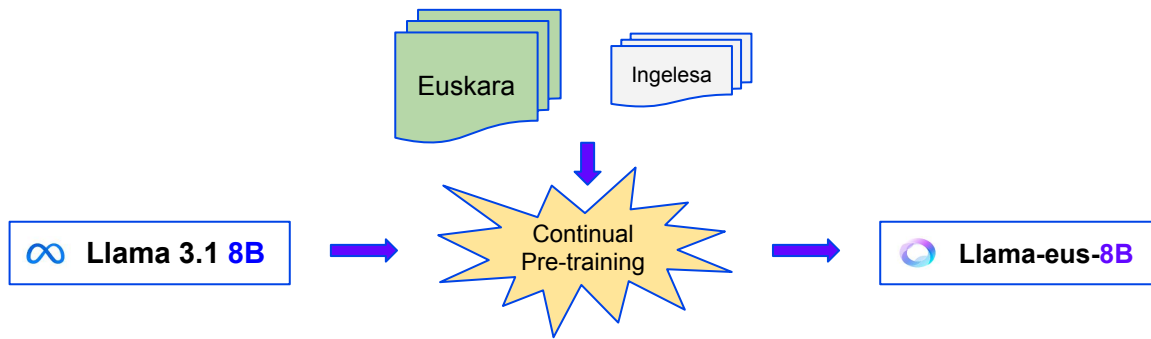 Euskara
Ingelesa
Continual
Pre-training
Llama 3.1 8B
Llama-eus-8B